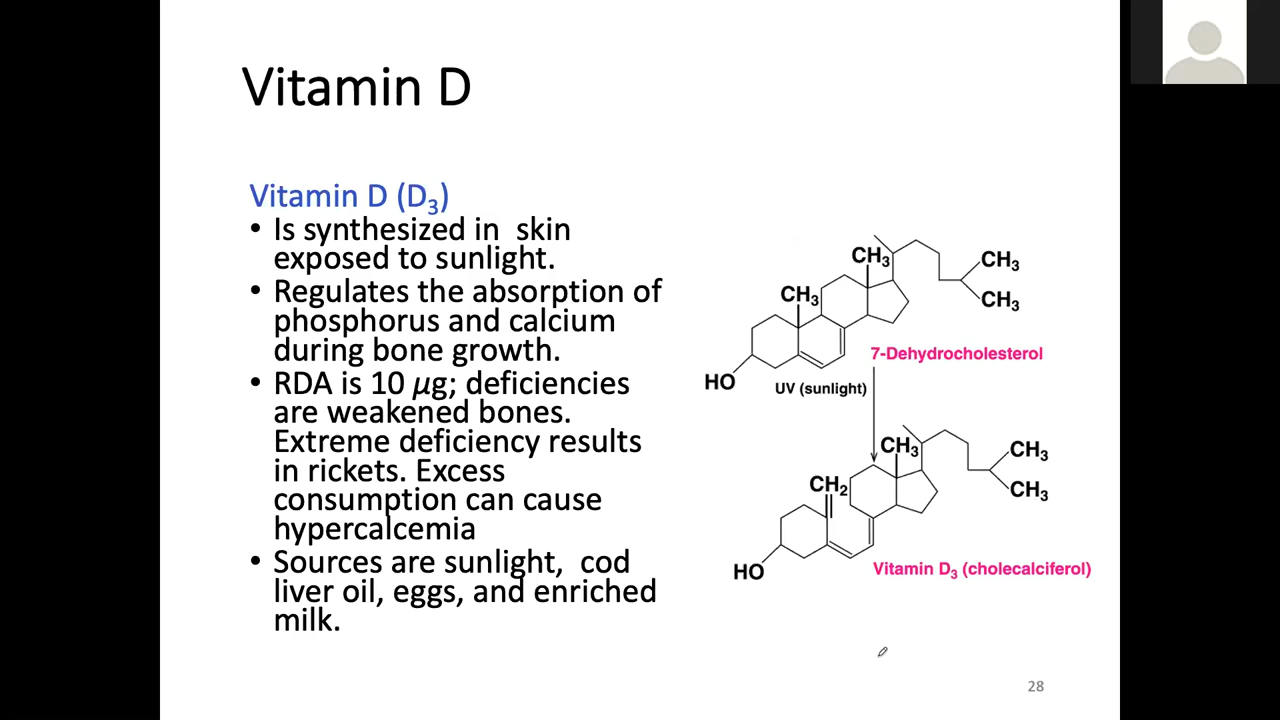 Vitamin D
Vitamin D (D₃)
• Is synthesized in  skin
exposed to sunlight.
• Regulates the absorption of
phosphorus and calcium
during bone growth.
• RDA is 10 µg; deficiencies
are weakened bones.
Extreme deficiency results
in rickets. Excess
consumption can cause
hypercalcemia
• Sources are sunlight,  cod
liver oil, eggs, and enriched
milk.
CH₃
CH₃
CH₃
CH₃
7-Dehydrocholesterol
HO
UV (sunlight)
CH₃
CH₃
CH₂
CH₃
HO
Vitamin D₃ (cholecalciferol)
28